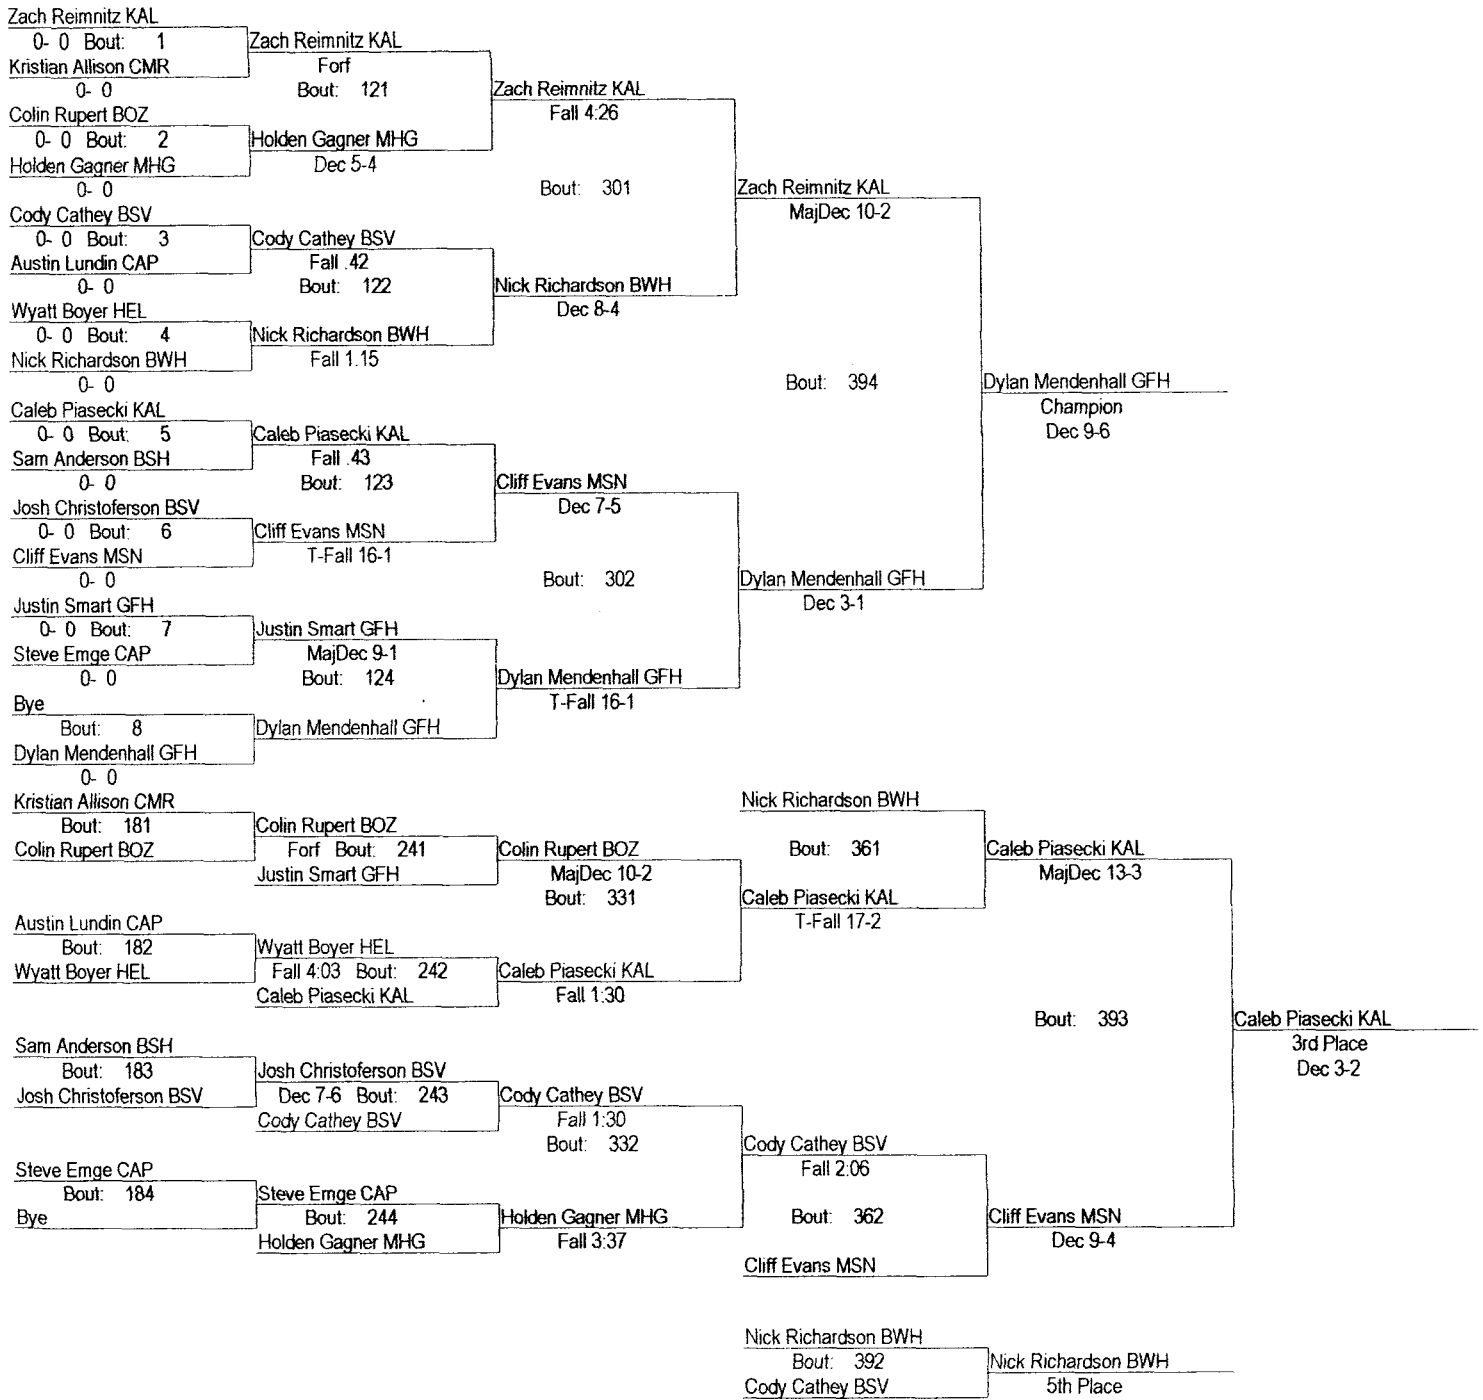 Zach Reimnitz KAL
0- 0 Bout: 1
Kristian Allison CMR
0- 0
Colin Rupert BOZ
0- 0 Bout: 2
Holden Gagner MHG
0- 0
Cody Cathey BSV
0- 0 Bout: 3
Austin Lundin CAP
0- 0
Wyatt Boyer HEL
0- 0 Bout: 4
Nick Richardson BWH
0- 0
Caleb Piasecki KAL
0- 0 Bout: 5
Sam Anderson BSH
0- 0
Josh Christoferson BSV
0- 0 Bout: 6
Cliff Evans MSN
0- 0
Justin Smart GFH
0- 0 Bout: 7
Steve Emge CAP
0- 0
Bye
Bout: 8
Dylan Mendenhall GFH
0- 0
Zach Reimnitz KAL
Forf
Bout: 121
Holden Gagner MHG
Dec 5-4
Cody Cathey BSV
Fall .42
Bout: 122
Nick Richardson BWH
Fall 1.15
Caleb Piasecki KAL
Fall .43
Bout: 123
Cliff Evans MSN
T-Fall 16-1
Justin Smart GFH
MajDec 9-1
Bout: 124
Dylan Mendenhall GFH
Zach Reimnitz KAL
Fall 4:26
Bout: 301
Nick Richardson BWH
Dec 8-4
Cliff Evans MSN
Dec 7-5
Bout: 302
Dylan Mendenhall GFH
T-Fall 16-1
Zach Reimnitz KAL
MajDec 10-2
Bout: 394
Dylan Mendenhall GFH
Dec 3-1
Dylan Mendenhall GFH
Champion
Dec 9-6
Kristian Allison CMR
Bout: 181
Colin Rupert BOZ
Austin Lundin CAP
Bout: 182
Wyatt Boyer HEL
Sam Anderson BSH
Bout: 183
Josh Christoferson BSV
Steve Emge CAP
Bout: 184
Bye
Colin Rupert BOZ
Forf Bout: 241
Justin Smart GFH
Wyatt Boyer HEL
Fall 4:03 Bout: 242
Caleb Piasecki KAL
Josh Christoferson BSV
Dec 7-6 Bout: 243
Cody Cathey BSV
Steve Emge CAP
Bout: 244
Holden Gagner MHG
Colin Rupert BOZ
MajDec 10-2
Bout: 331
Caleb Piasecki KAL
Fall 1:30
Cody Cathey BSV
Fall 1:30
Bout: 332
Holden Gagner MHG
Fall 3:37
Nick Richardson BWH
Bout: 361
Caleb Piasecki KAL
T-Fall 17-2
Cody Cathey BSV
Fall 2:06
Bout: 362
Cliff Evans MSN
Caleb Piasecki KAL
MajDec 13-3
Bout: 393
Cliff Evans MSN
Dec 9-4
Caleb Piasecki KAL
3rd Place
Dec 3-2
Nick Richardson BWH
Bout: 392
Cody Cathey BSV
Nick Richardson BWH
5th Place